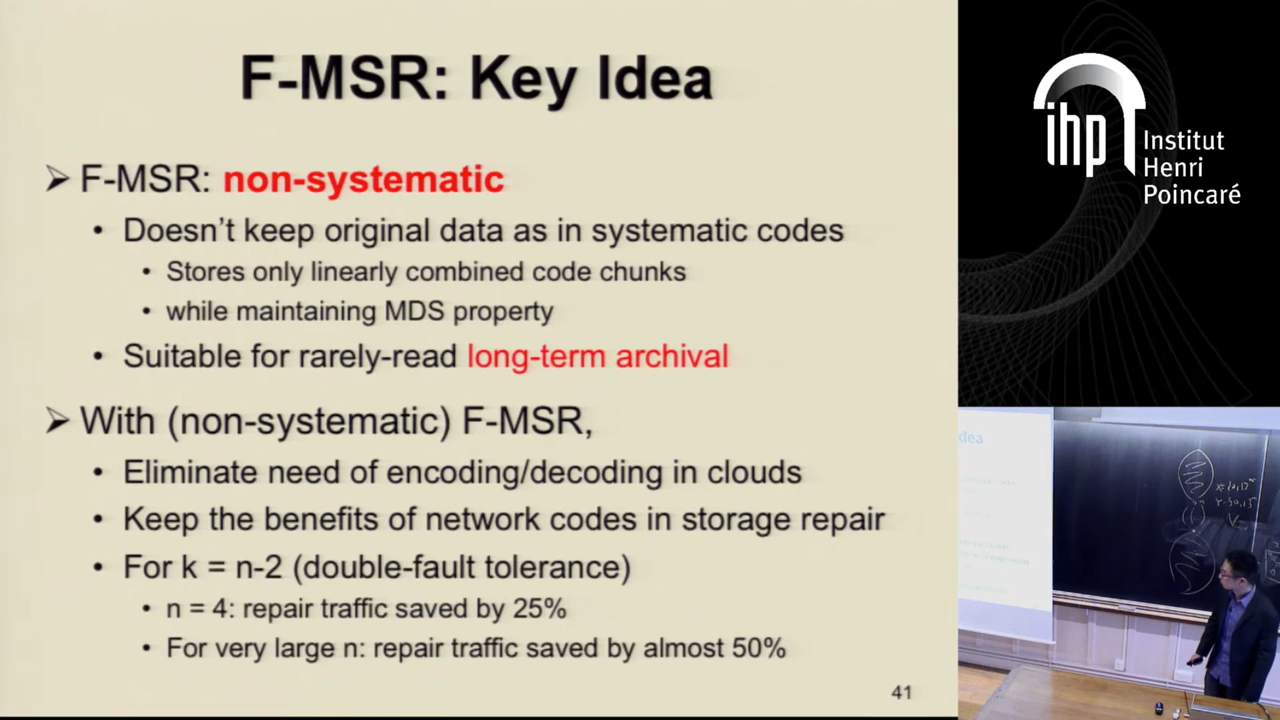 F-MSR: Key Idea
➢ F-MSR: non-systematic
• Doesn't keep original data as in systematic codes
• Stores only linearly combined code chunks
• while maintaining MDS property
• Suitable for rarely-read long-term archival
➢ With (non-systematic) F-MSR,
• Eliminate need of encoding/decoding in clouds
• Keep the benefits of network codes in storage repair
• For k = n-2 (double-fault tolerance)
• n = 4: repair traffic saved by 25%
• For very large n: repair traffic saved by almost 50%
41
ihp
Institut
Henri
Poincaré
dea